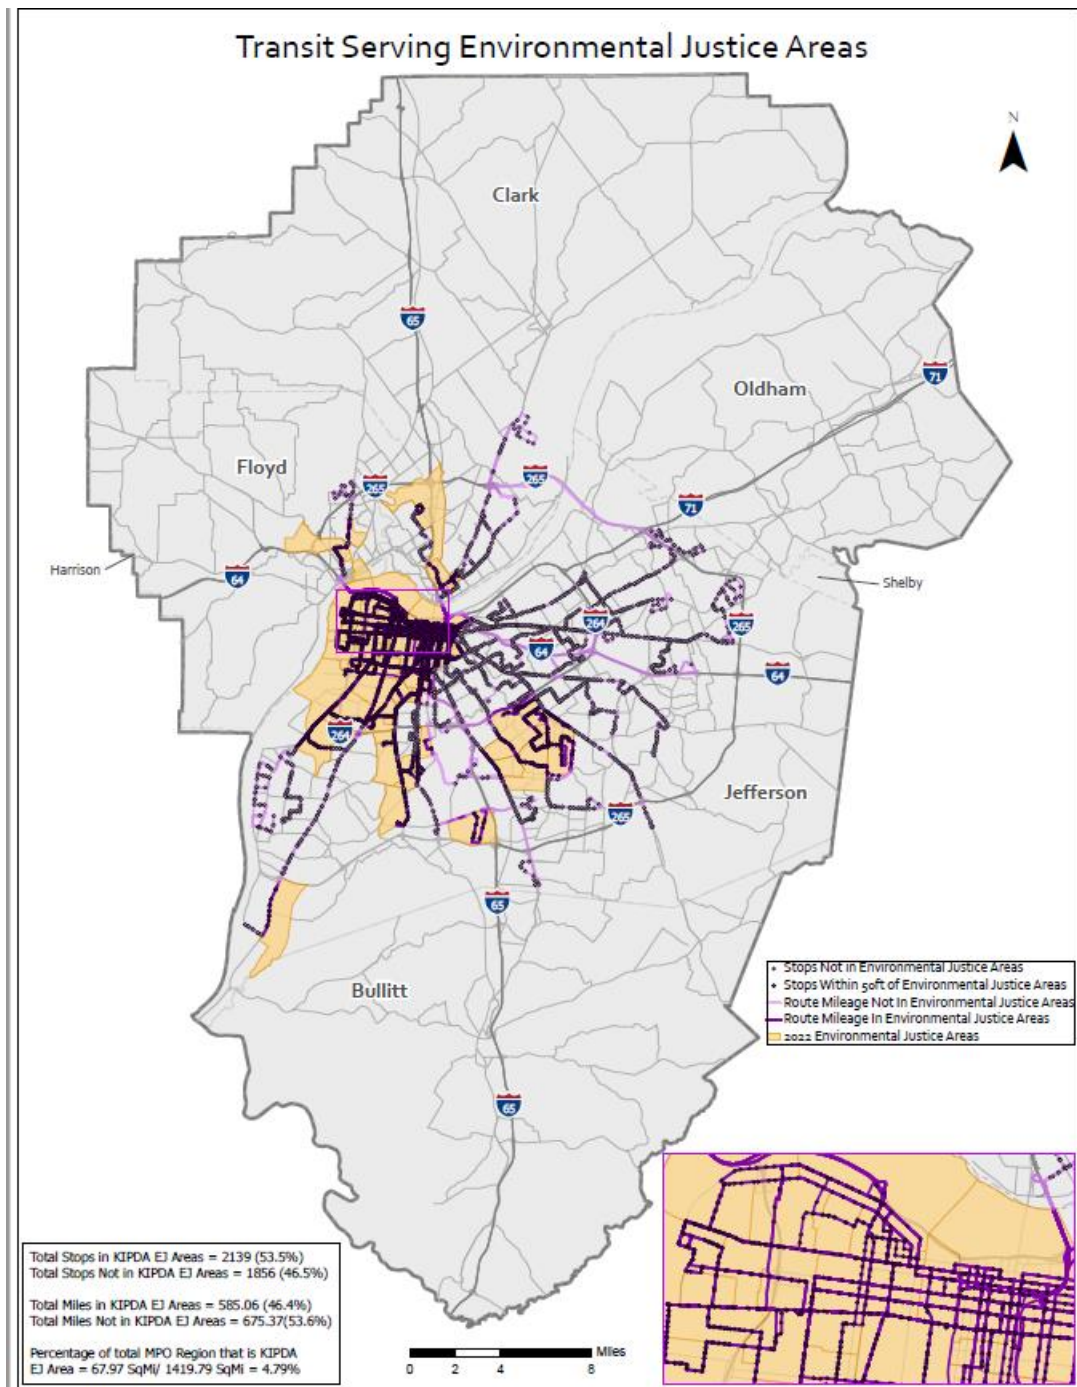 Transit Serving Environmental Justice Areas
N
Clark
65
71
Oldham
Floyd
265
265
71
Harrison
64
Shelby
264
265
64
64
264
Jefferson
265
65
Bullitt
• Stops Not in Environmental Justice Areas
• Stops Within 50ft of Environmental Justice Areas
Route Mileage Not In Environmental Justice Areas
Route Mileage In Environmental Justice Areas
2022 Environmental Justice Areas
65
Total Stops in KIPDA EJ Areas = 2139 (53.5%)
Total Stops Not in KIPDA EJ Areas = 1856 (46.5%)
Total Miles in KIPDA EJ Areas = 585.06 (46.4%)
Total Miles Not in KIPDA EJ Areas = 675.37(53.6%)
Percentage of total MPO Region that is KIPDA
EJ Area = 67.97 SqMi/ 1419.79 SqMi = 4.79%
Miles
0 2 4 8